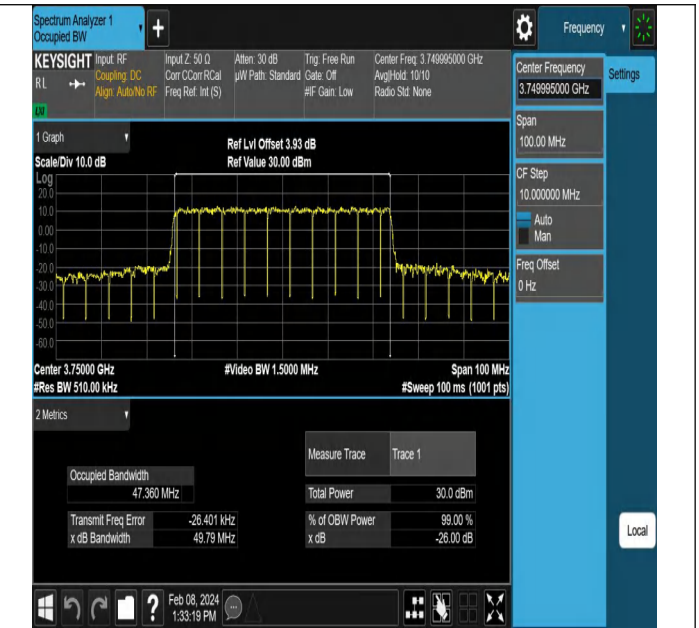 Spectrum Analyzer 1
Occupied BW
+
Frequency
KEYSIGHT
RL
LXI
Input: RF
Coupling: DC
Align: Auto/No RF
Input Z: 50 Ω
Corr CCorr RCal
Freq Ref: Int (S)
Atten: 30 dB
µW Path: Standard
Trig: Free Run
Gate: Off
#IF Gain: Low
Center Freq: 3.749995000 GHz
Avg|Hold: 10/10
Radio Std: None
Center Frequency
3.749995000 GHz
Settings
Span
100.00 MHz
CF Step
10.000000 MHz
Auto
Man
Freq Offset
0 Hz
1 Graph
Scale/Div 10.0 dB
Ref Lvl Offset 3.93 dB
Ref Value 30.00 dBm
Log
20.0
10.0
0.00
-10.0
-20.0
-30.0
-40.0
-50.0
-60.0
Center 3.75000 GHz
#Video BW 1.5000 MHz
Span 100 MHz
#Res BW 510.00 kHz
#Sweep 100 ms (1001 pts)
2 Metrics
Measure Trace
Trace 1
Occupied Bandwidth
47.360 MHz
Total Power
30.0 dBm
Transmit Freq Error
-26.401 kHz
% of OBW Power
99.00 %
x dB Bandwidth
49.79 MHz
x dB
-26.00 dB
Local
?
Feb 08, 2024
1:33:19 PM